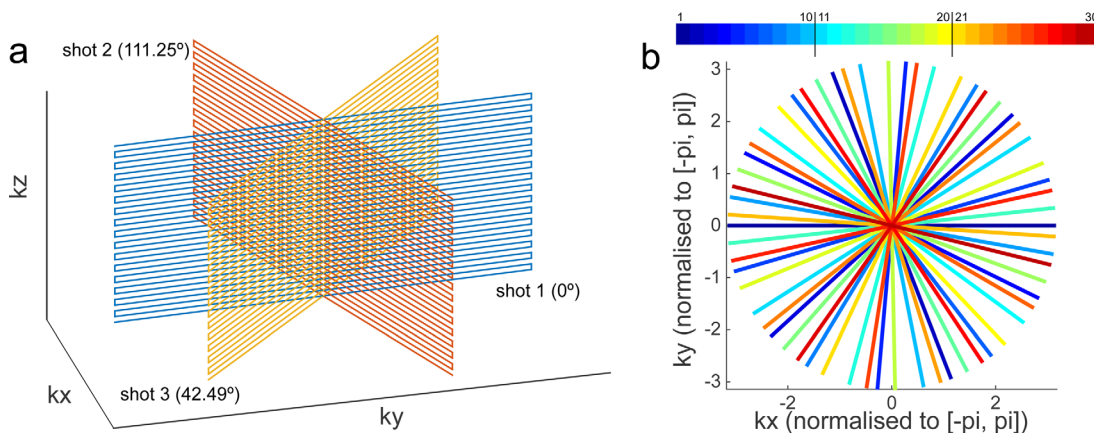 a
shot 2 (111.25º)
kz
shot 1 (0º)
kx
shot 3 (42.49º)
ky
1
10
11
20
21
30
b
3
2
1
0
-1
-2
-3
ky (normalised to [-pi, pi])
-2
0
2
kx (normalised to [-pi, pi])